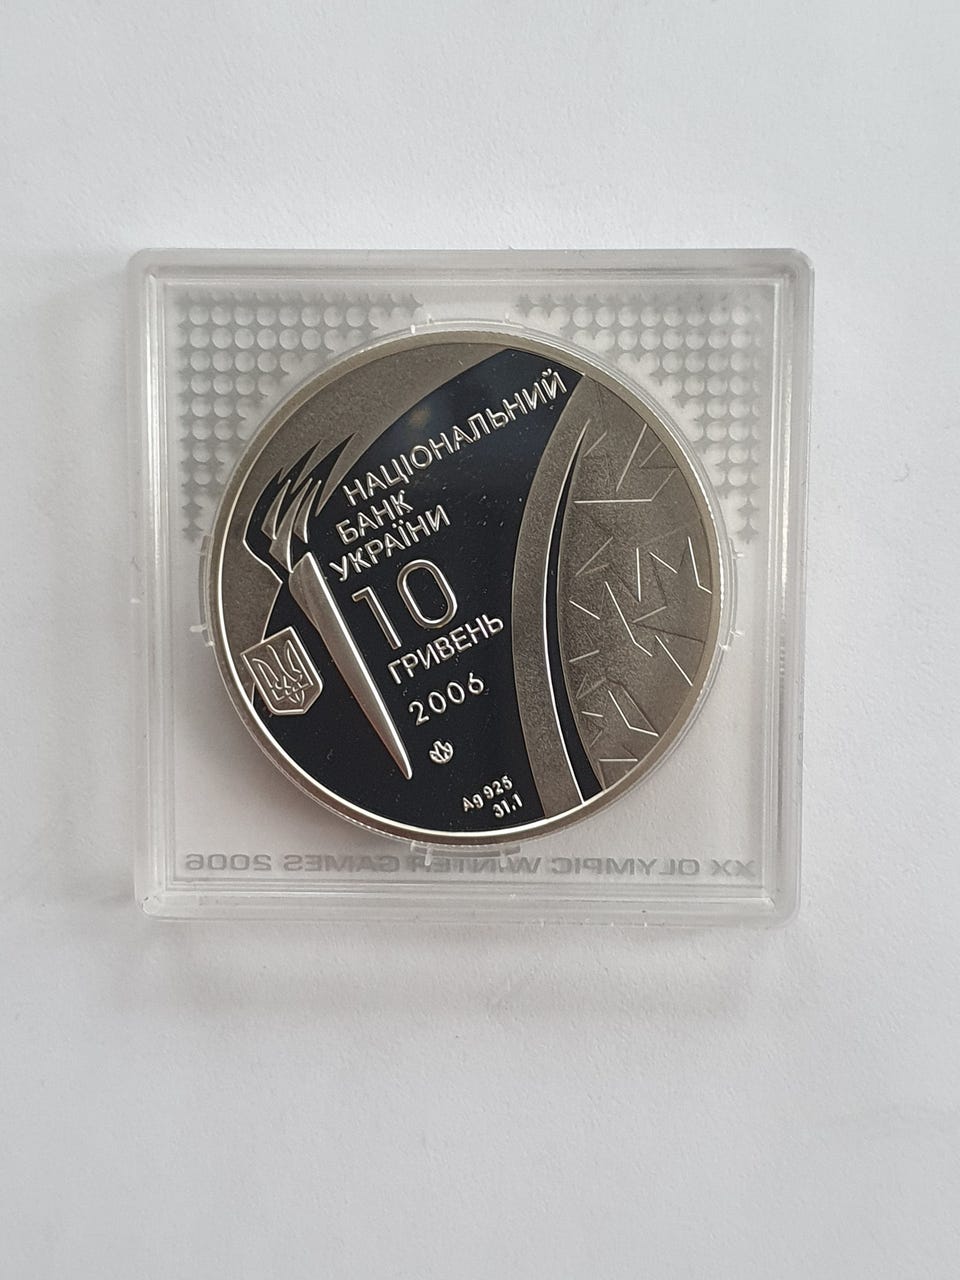 НАЦІОНАЛЬНИЙ
БАНК
УКРАЇНИ
10
ГРИВЕНЬ
2006
Ag 925
31,1
XX OLYMPIC WINTER GAMES 2006